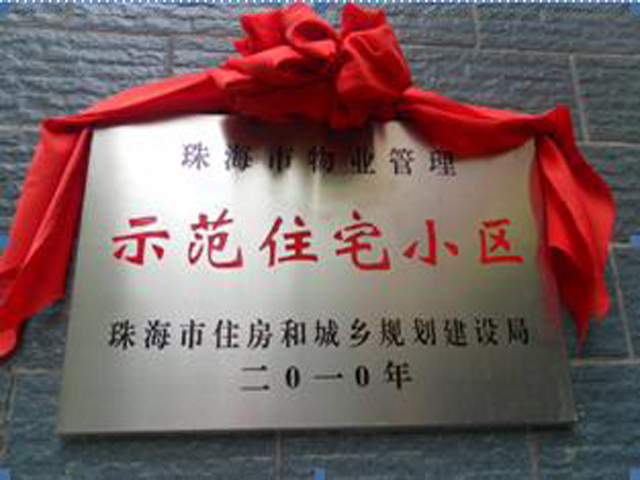 珠海市物业管理
示范住宅小区
珠海市住房和城乡规划建设局
二0一0年